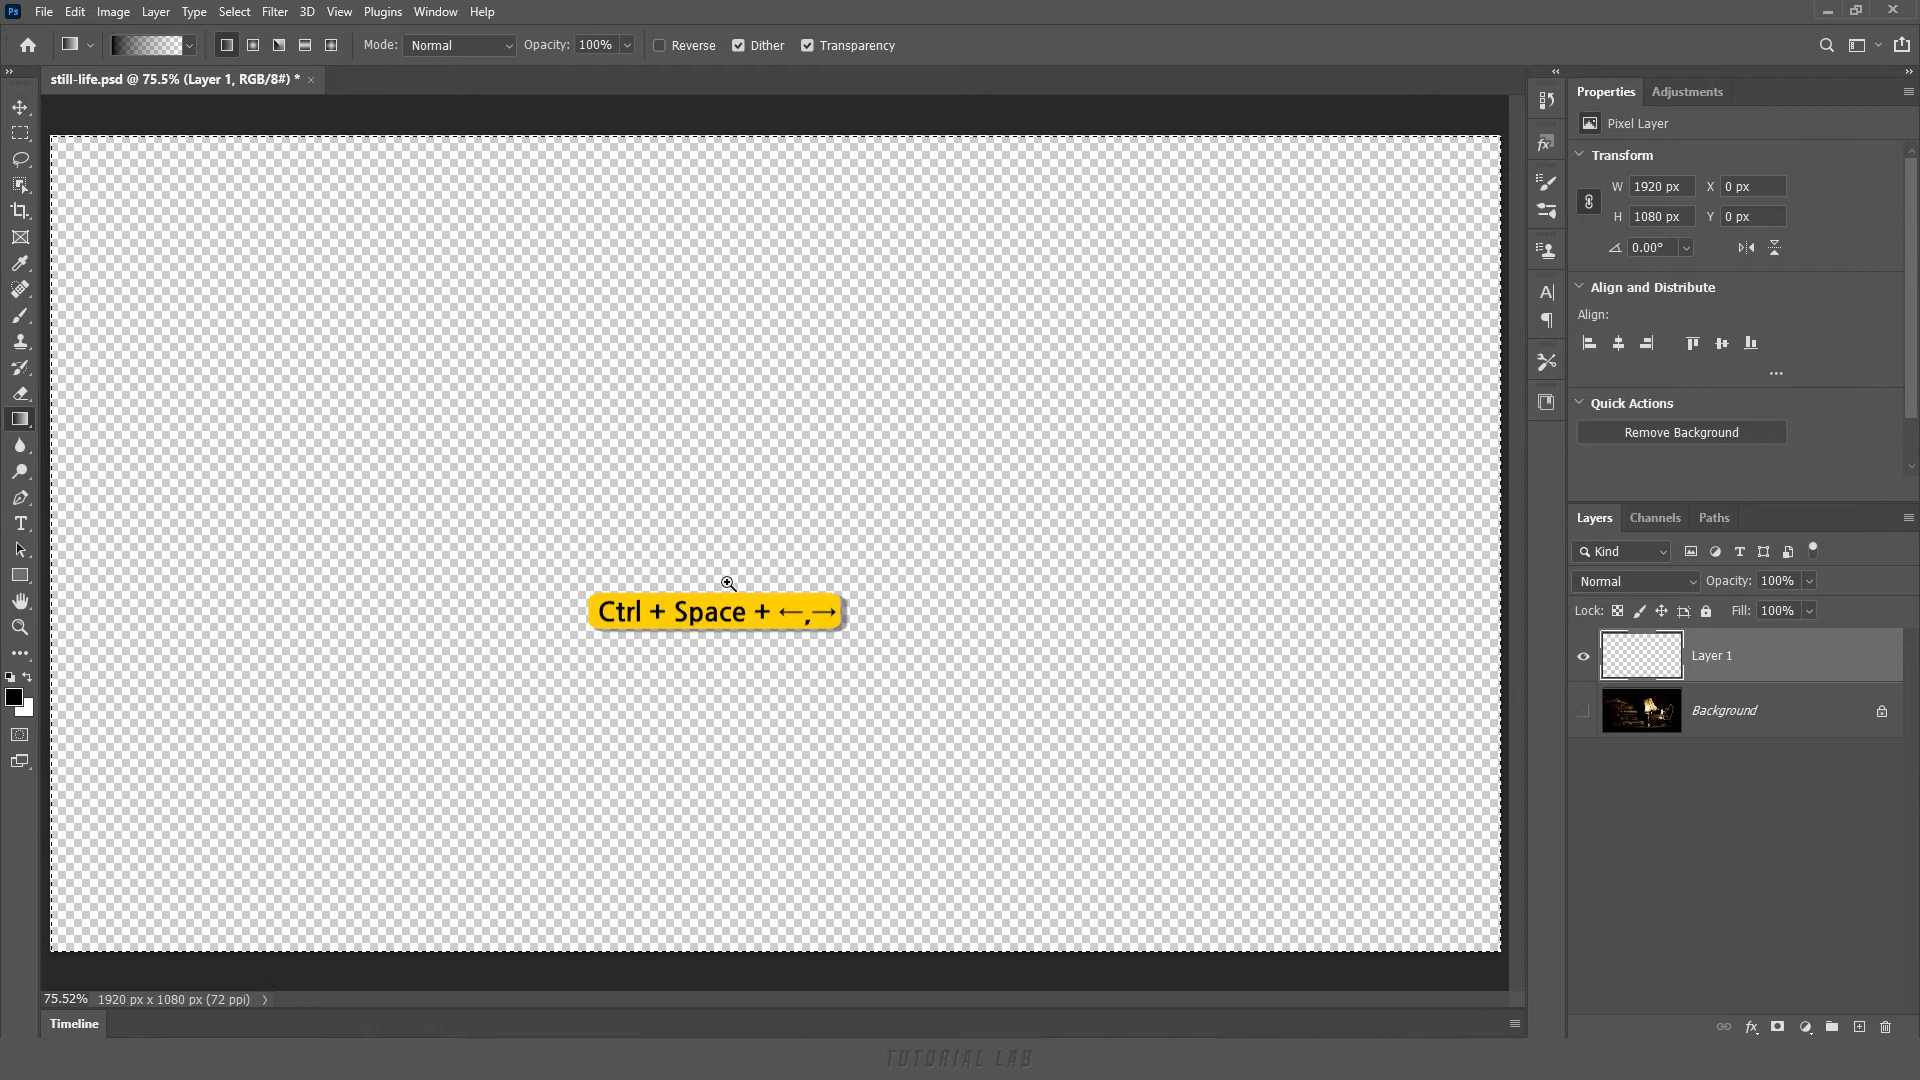 Ps File Edit Image Layer Type Select Filter 3D View Plugins Window Help
Mode: Normal Opacity: 100% Reverse Dither Transparency
still-life.psd @ 75.5% (Layer 1, RGB/8#) * ×
Properties Adjustments
Pixel Layer
Transform
W 1920 px X 0 px
H 1080 px Y 0 px
0.00°
Align and Distribute
Align:
Quick Actions
Remove Background
Layers Channels Paths
Kind
Normal Opacity: 100%
Lock: Fill: 100%
Layer 1
Background
Ctrl + Space + ←,→
75.52% 1920 px x 1080 px (72 ppi)
Timeline
TUTORIAL LAB